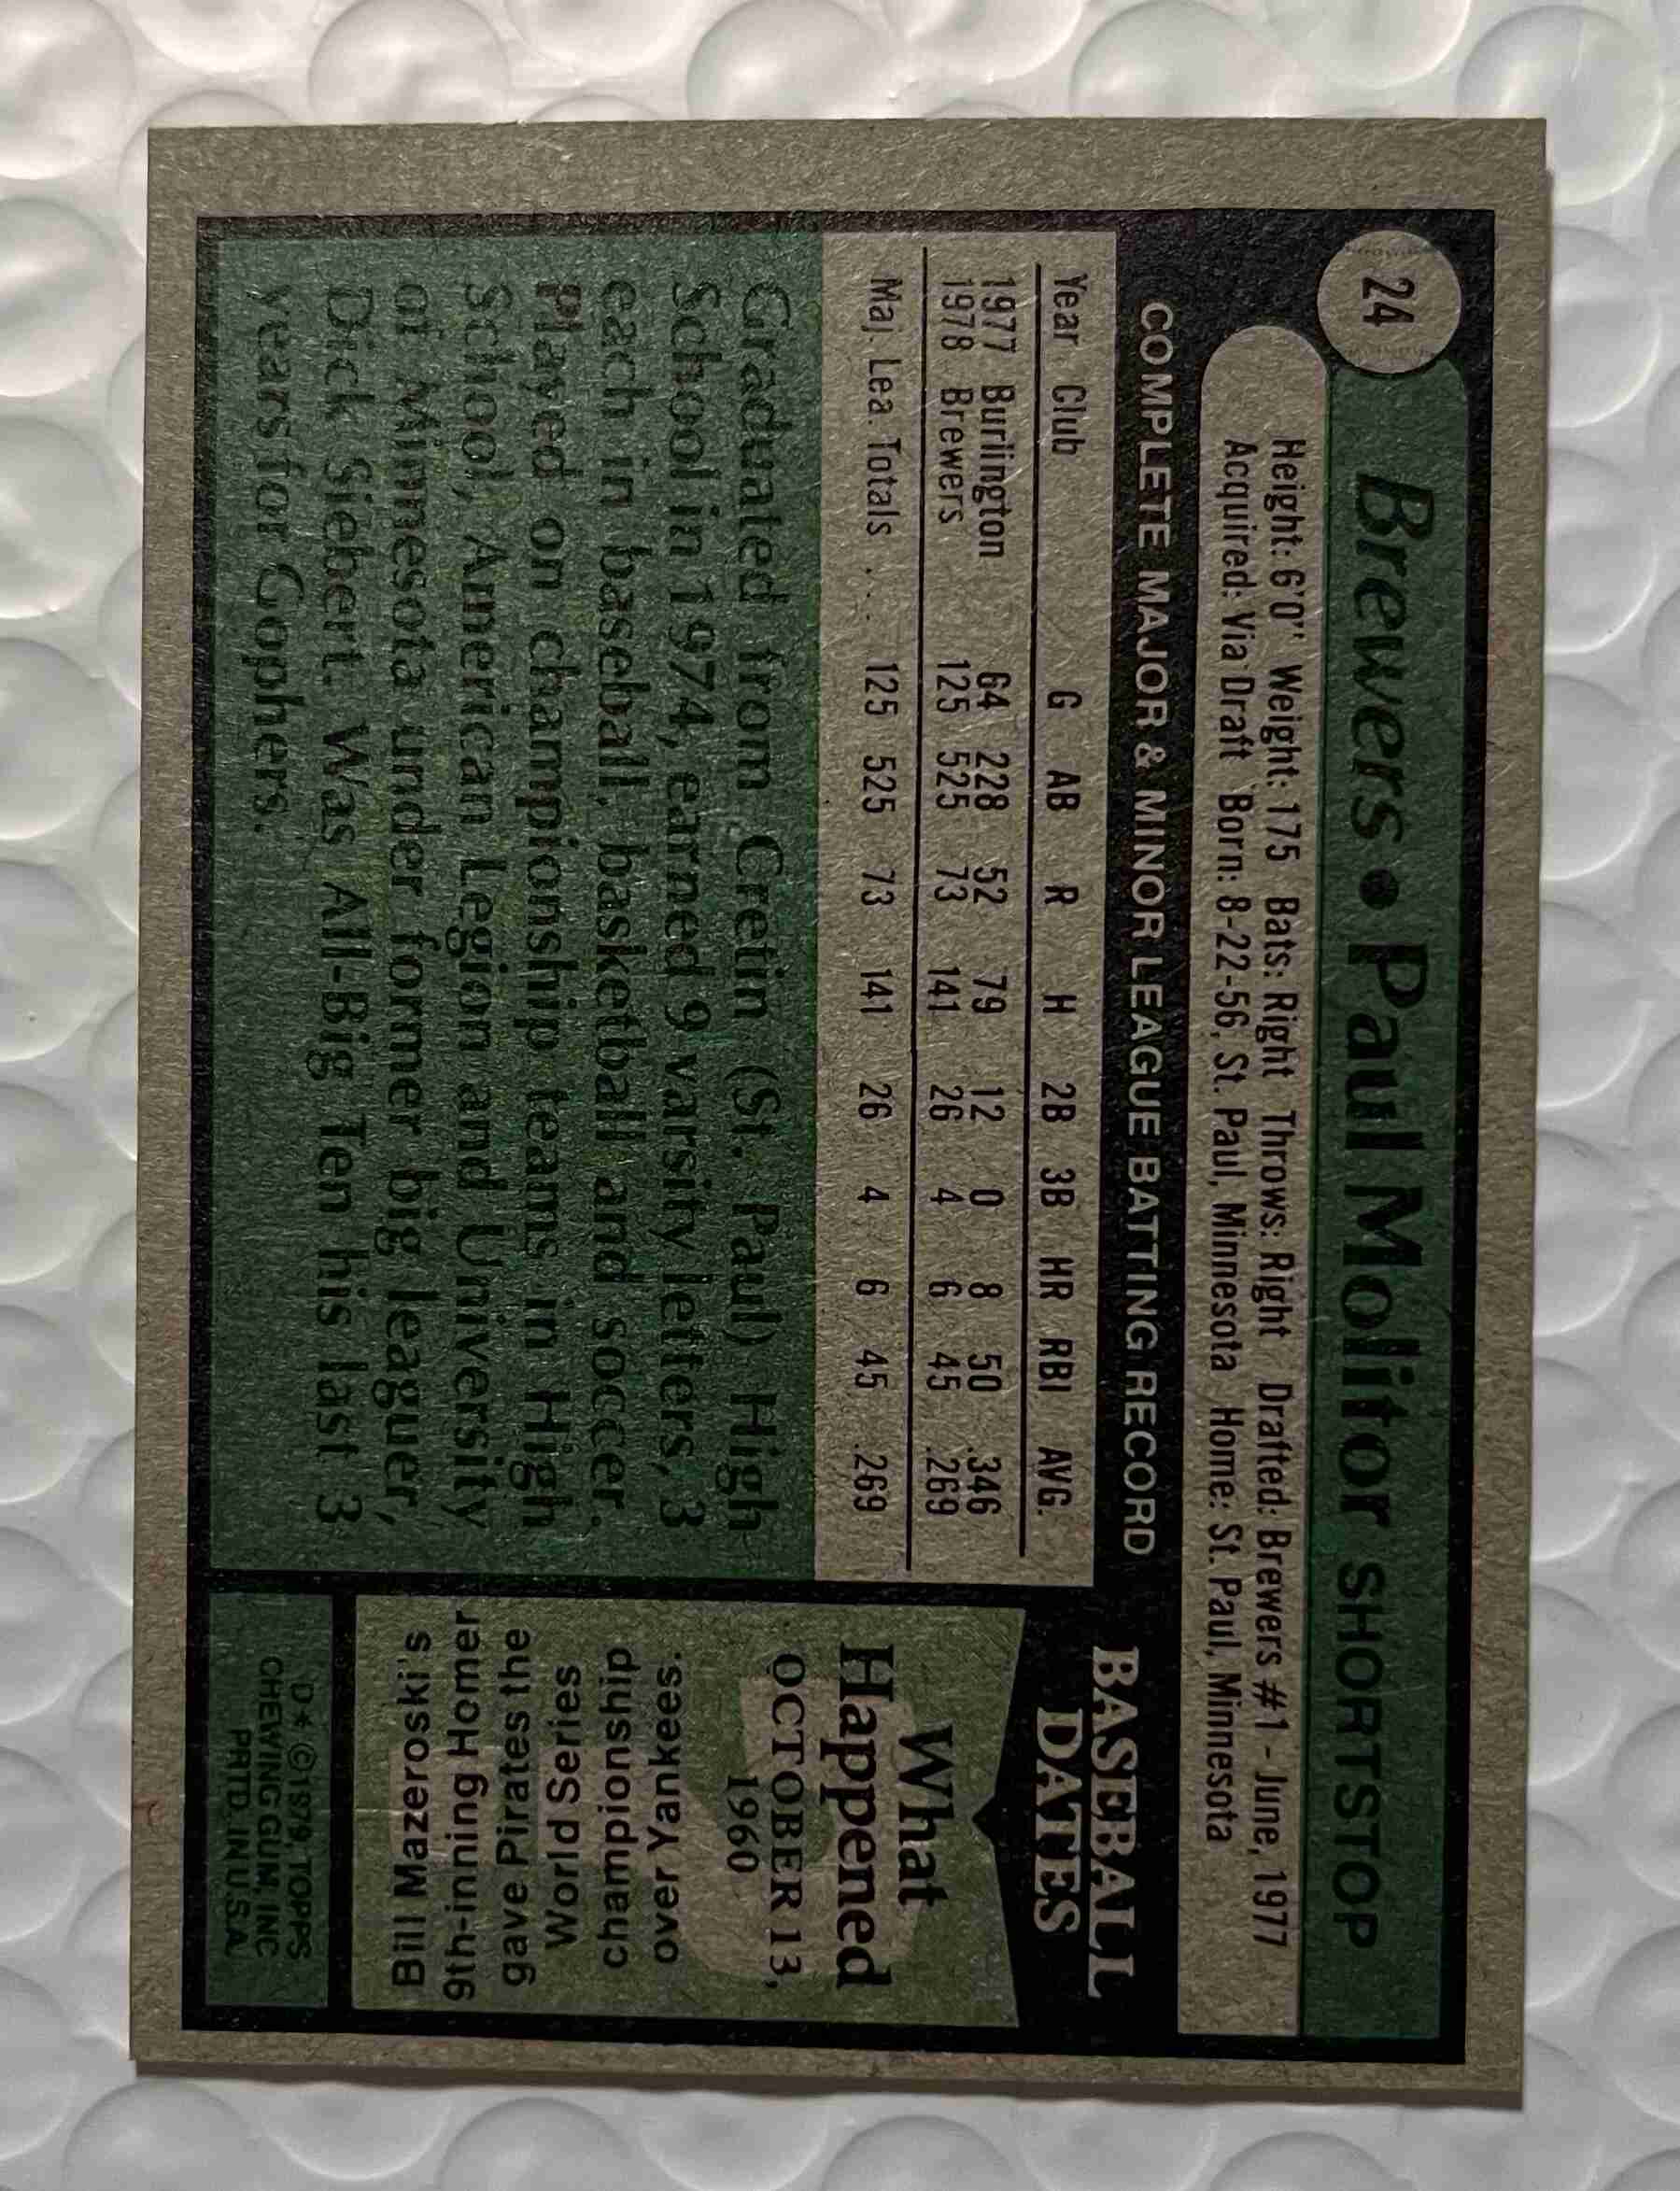 24
Brewers • Paul Molitor SHORTSTOP
Height: 6'0" Weight: 175 Bats: Right Throws: Right Drafted: Brewers #1 - June, 1977
Acquired: Via Draft Born: 8-22-56, St. Paul, Minnesota Home: St. Paul, Minnesota
COMPLETE MAJOR & MINOR LEAGUE BATTING RECORD
Year Club G AB R H 2B 3B HR RBI AVG.
1977 Burlington 64 228 52 79 12 0 8 50 .346
1978 Brewers 125 525 73 141 26 4 6 45 .269
Maj. Lea. Totals . . . 125 525 73 141 26 4 6 45 .269
Graduated from Cretin (St. Paul) High
School in 1974, earned 9 varsity letters, 3
each in baseball, basketball and soccer.
Played on championship teams in High
School, American Legion and University
of Minnesota under former big leaguer,
Dick Siebert. Was All-Big Ten his last 3
years for Gophers.
BASEBALL
DATES
What
Happened
OCTOBER 13,
1960
Bill Mazeroski's
9th-inning Homer
gave Pirates the
World Series
championship
over Yankees.
D* © 1979, TOPPS
CHEWING GUM, INC
PRTD. IN U.S.A.